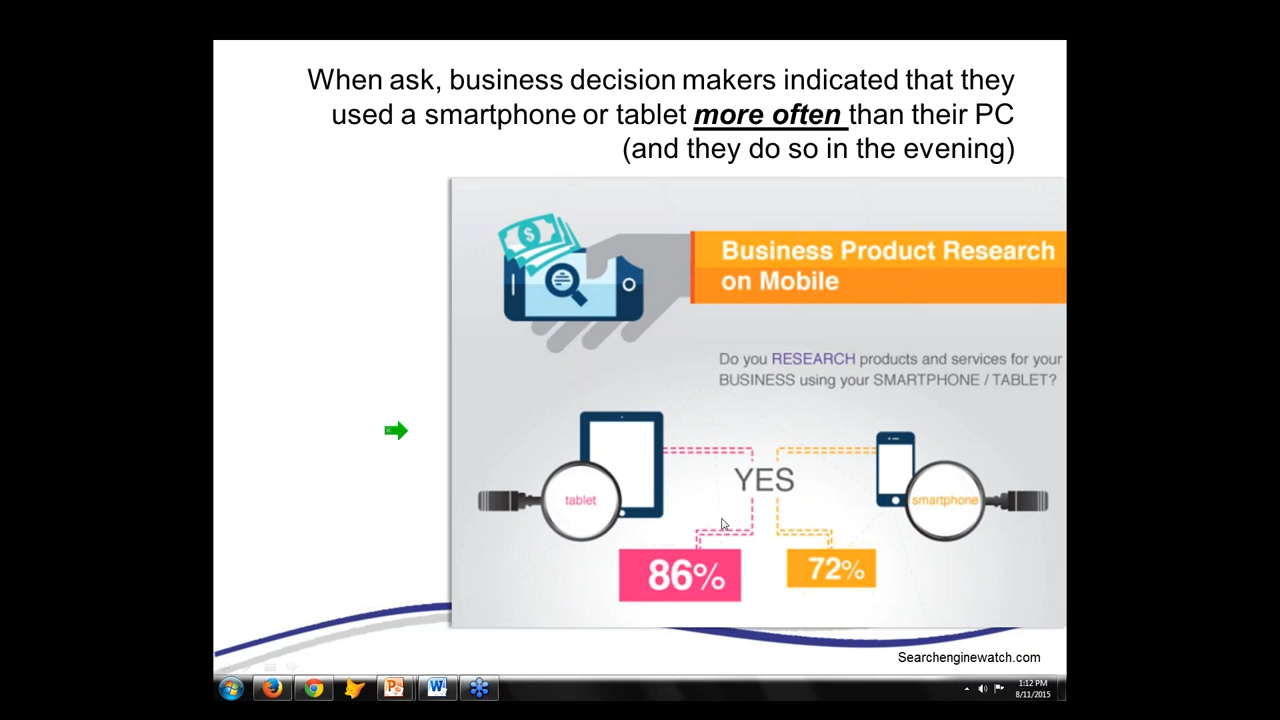 When ask, business decision makers indicated that they
used a smartphone or tablet more often than their PC
(and they do so in the evening)
$
Business Product Research
on Mobile
Do you RESEARCH products and services for your
BUSINESS using your SMARTPHONE / TABLET?
YES
tablet
smartphone
86%
72%
Searchenginewatch.com
1:12 PM
8/11/2015